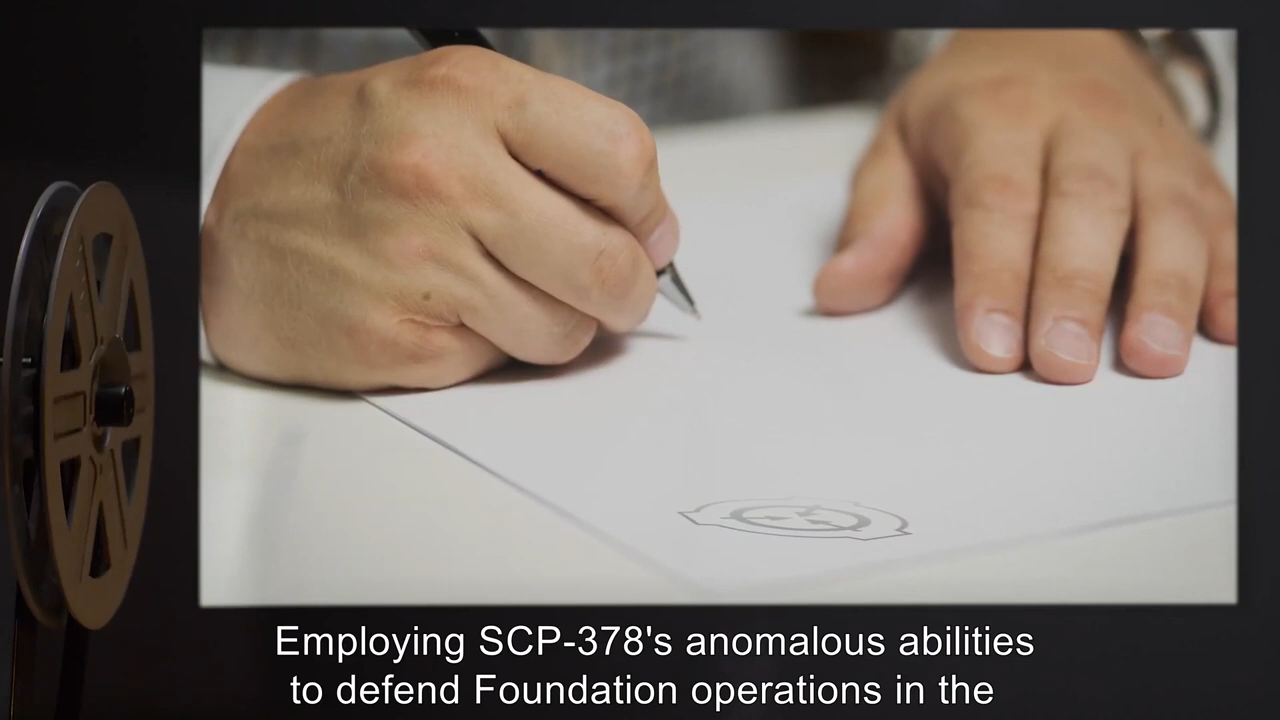 Employing SCP-378's anomalous abilities
to defend Foundation operations in the